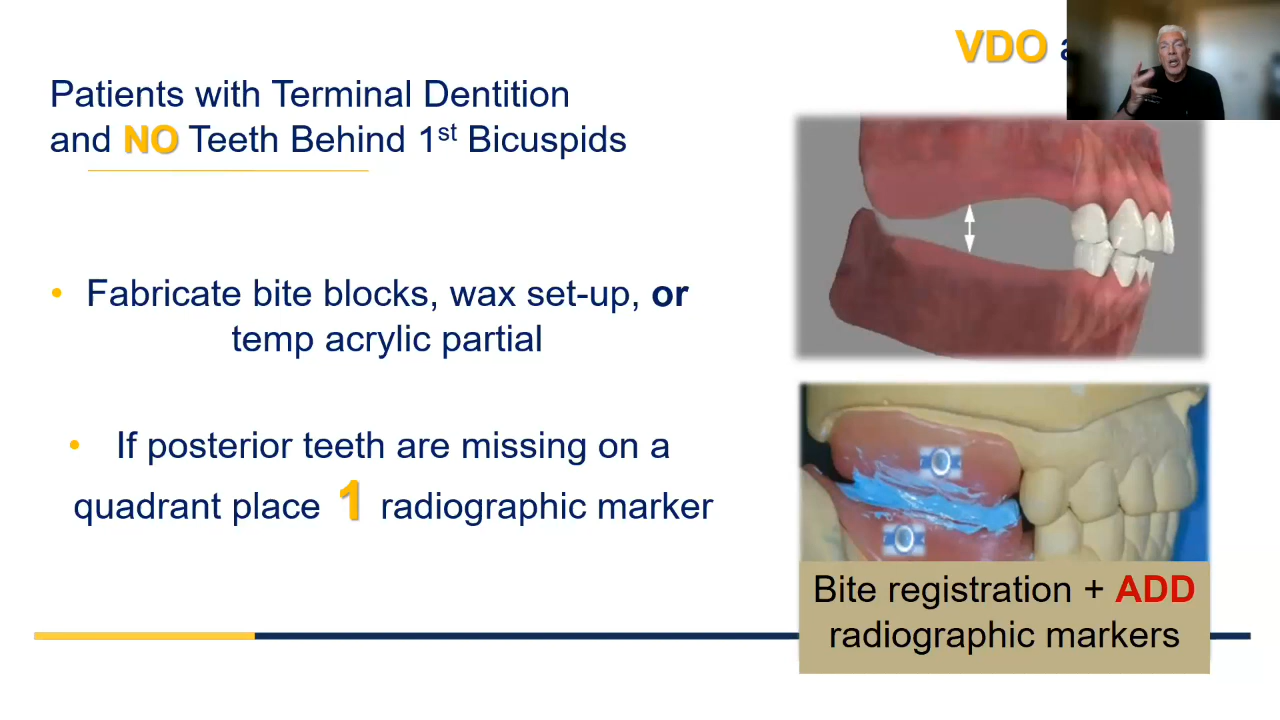 VDO
Patients with Terminal Dentition
and NO Teeth Behind 1st Bicuspids
• Fabricate bite blocks, wax set-up, or
temp acrylic partial
• If posterior teeth are missing on a
quadrant place 1 radiographic marker
Bite registration + ADD
radiographic markers